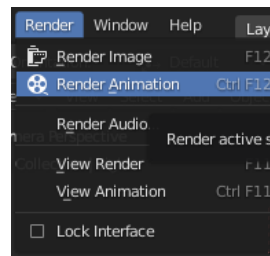 Render Window Help Lay
Render Image F12
Render Animation Ctrl F12
Render Audio...
Render active s
View Render F11
View Animation Ctrl F11
Lock Interface